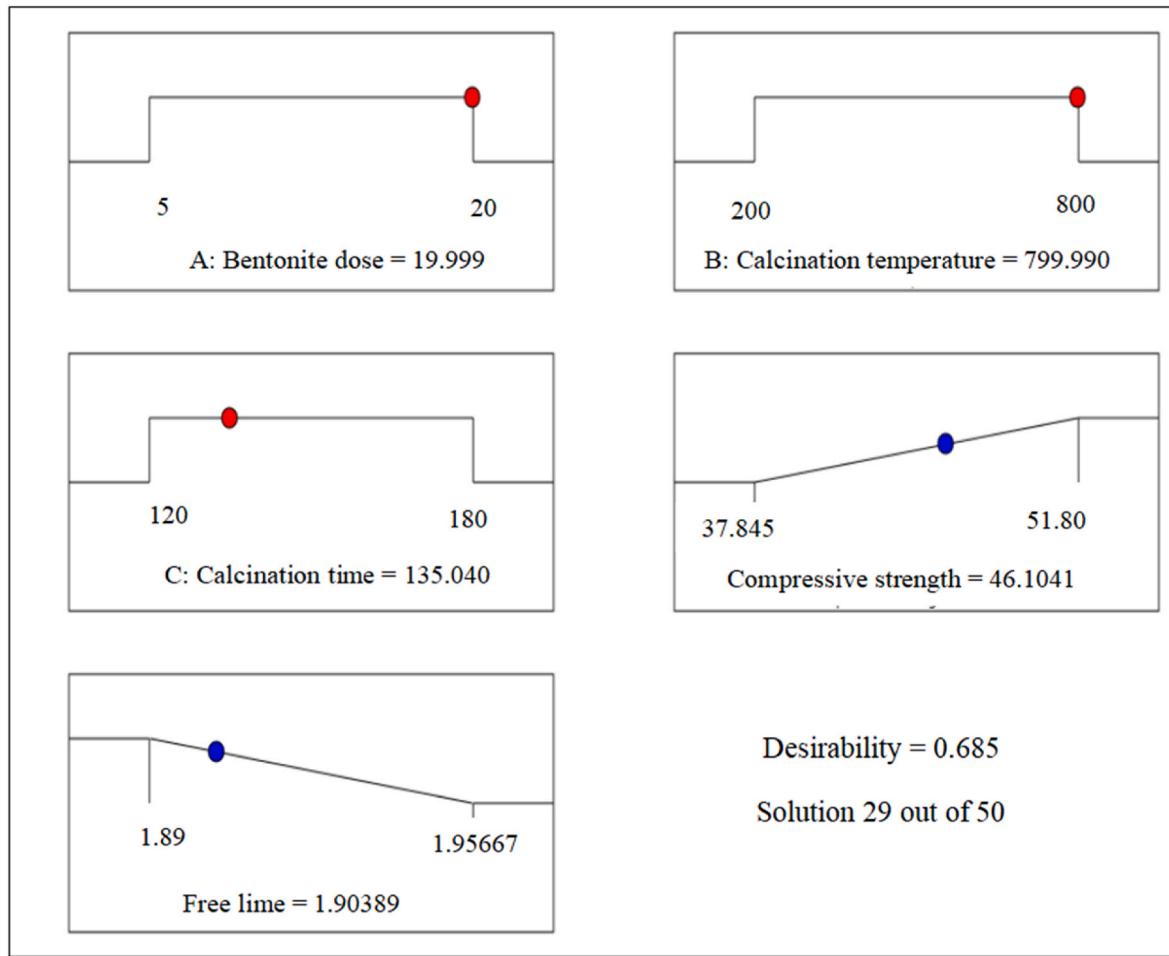 5
20
A: Bentonite dose = 19.999
200
800
B: Calcination temperature = 799.990
120
180
C: Calcination time = 135.040
37.845
51.80
Compressive strength = 46.1041
1.89
1.95667
Free lime = 1.90389
Desirability = 0.685
Solution 29 out of 50